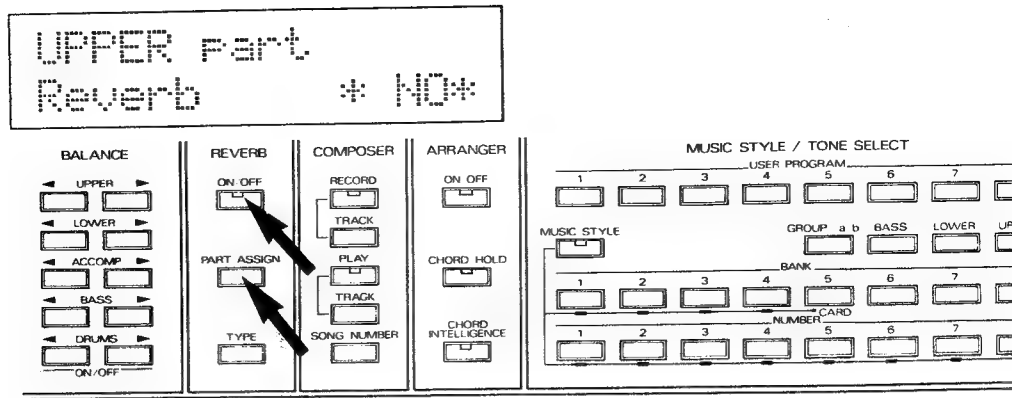 UPPER part
Reverb * NO*
BALANCE
UPPER
LOWER
ACCOMP
BASS
DRUMS
ON/OFF
REVERB
ON OFF
PART ASSIGN
TYPE
COMPOSER
RECORD
TRACK
PLAY
TRACK
SONG NUMBER
ARRANGER
ON OFF
CHORD HOLD
CHORD
INTELLIGENCE
MUSIC STYLE / TONE SELECT
USER PROGRAM
1 2 3 4 5 6 7
MUSIC STYLE GROUP a b BASS LOWER UP
BANK
1 2 3 4 5 6 7
CARD
NUMBER
1 2 3 4 5 6 7